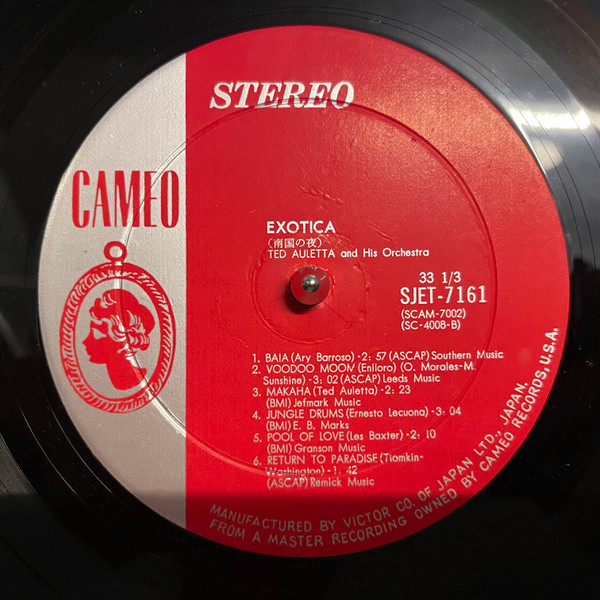 STEREO
CAMEO
EXOTICA
（南国の夜）
TED AULETTA and His Orchestra
33 1/3
SJET-7161
(SCAM-7002)
(SC-4008-B)
1. BAIA (Ary Barroso) -2: 57 (ASCAP) Southern Music
2. VOODOO MOOM (Enlloro) (O. Morales-M.
Sunshine) -3: 02 (ASCAP) Leeds Music
3. MAKAHA (Ted Auletta) -2: 23
(BMI) Jefmark Music
4. JUNGLE DRUMS (Ernesto Lecuona) -3: 04
(BMI) E. B. Marks
5. POOL OF LOVE (Les Baxter) -2: 10
(BMI) Granson Music
6. RETURN TO PARADISE (Tiomkin-
Washington) -1: 42
(ASCAP) Remick Music
MANUFACTURED BY VICTOR CO. OF JAPAN LTD., JAPAN.
FROM A MASTER RECORDING OWNED BY CAMEO RECORDS, U.S.A.